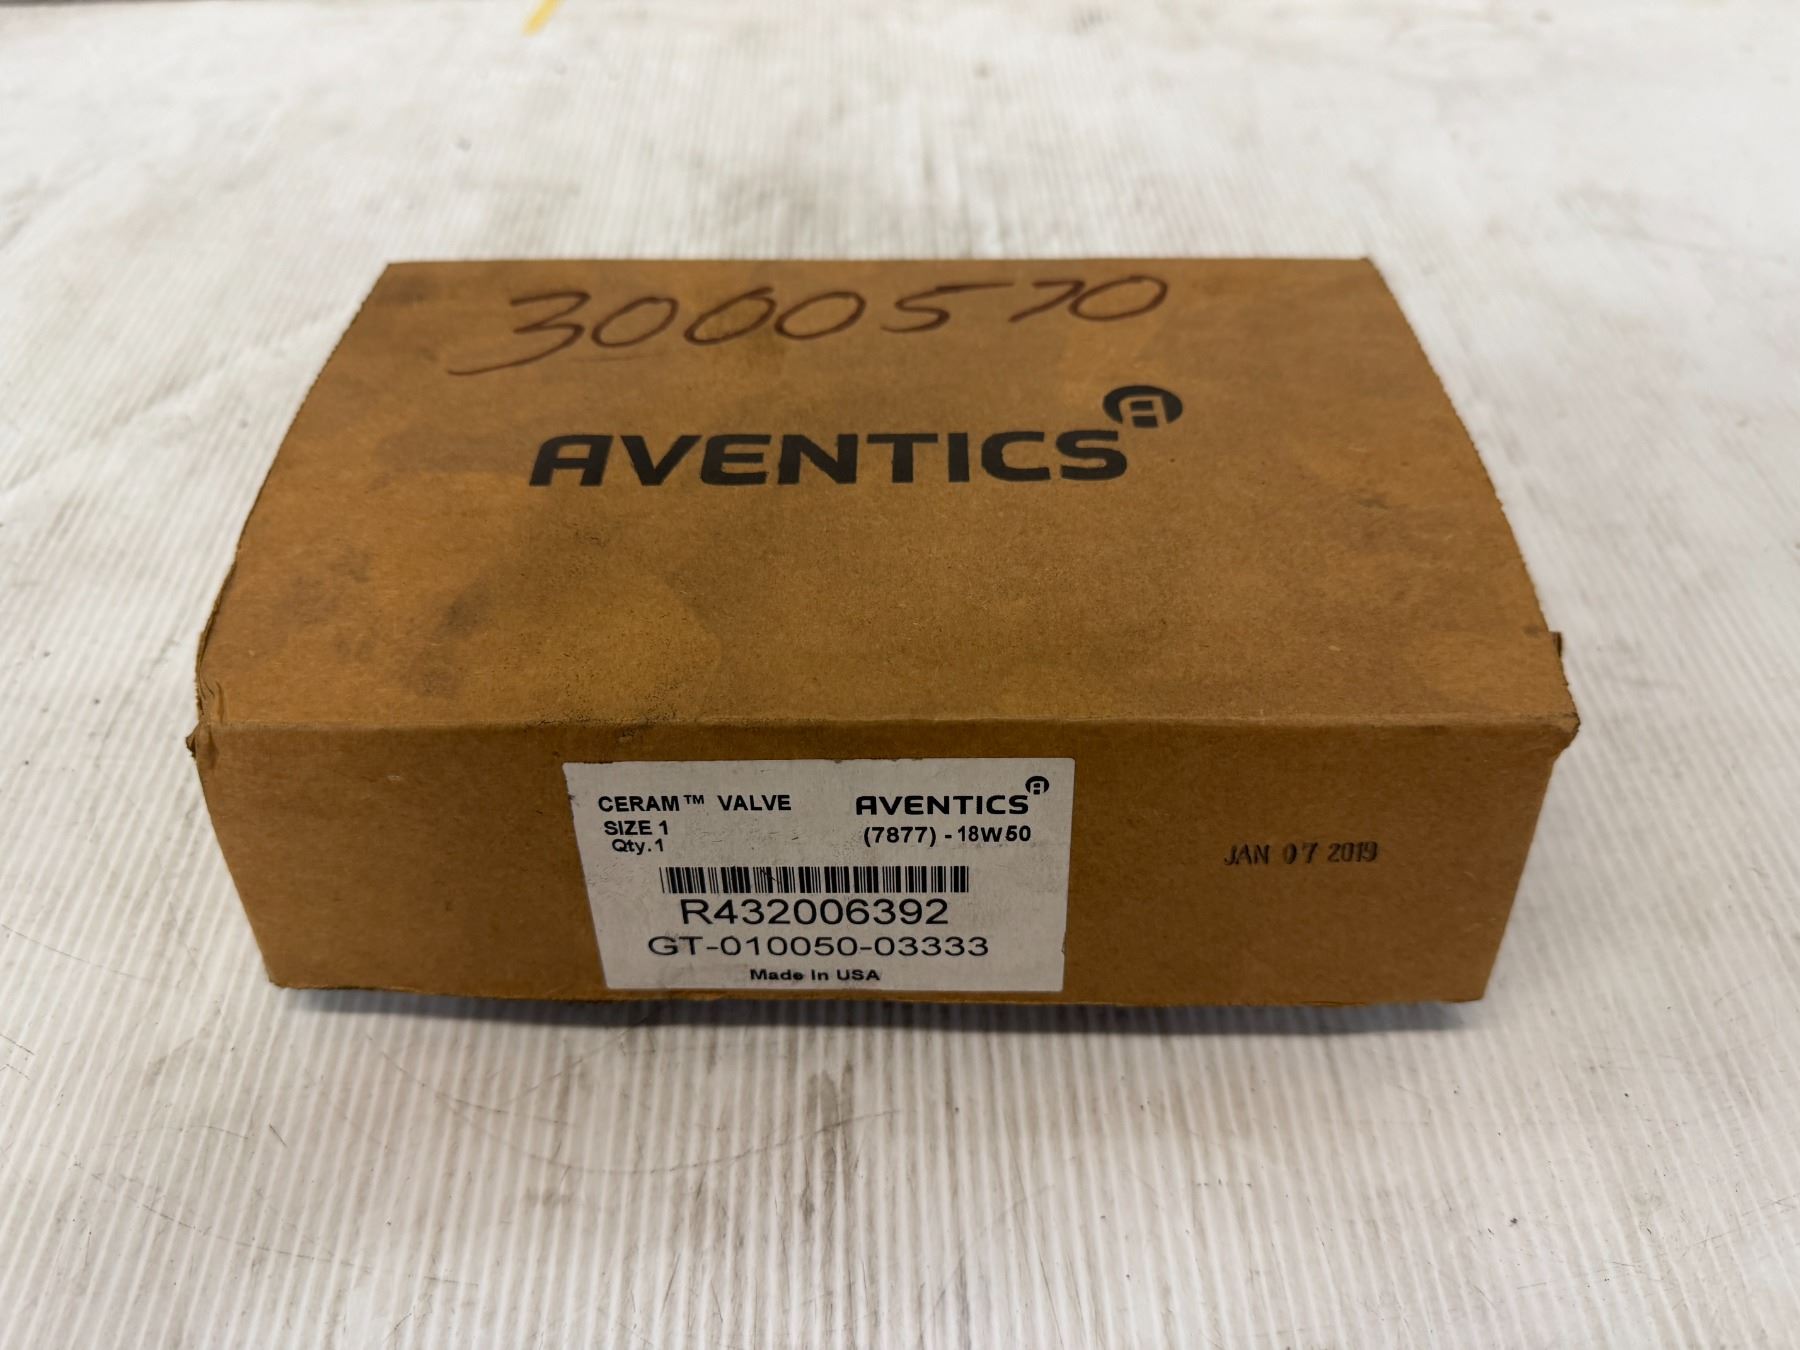 3000570
AVENTICS
CERAM™ VALVE
AVENTICS
SIZE 1
(7877) - 18W50
Qty.1
R432006392
GT-010050-03333
Made In USA
JAN 07 2019